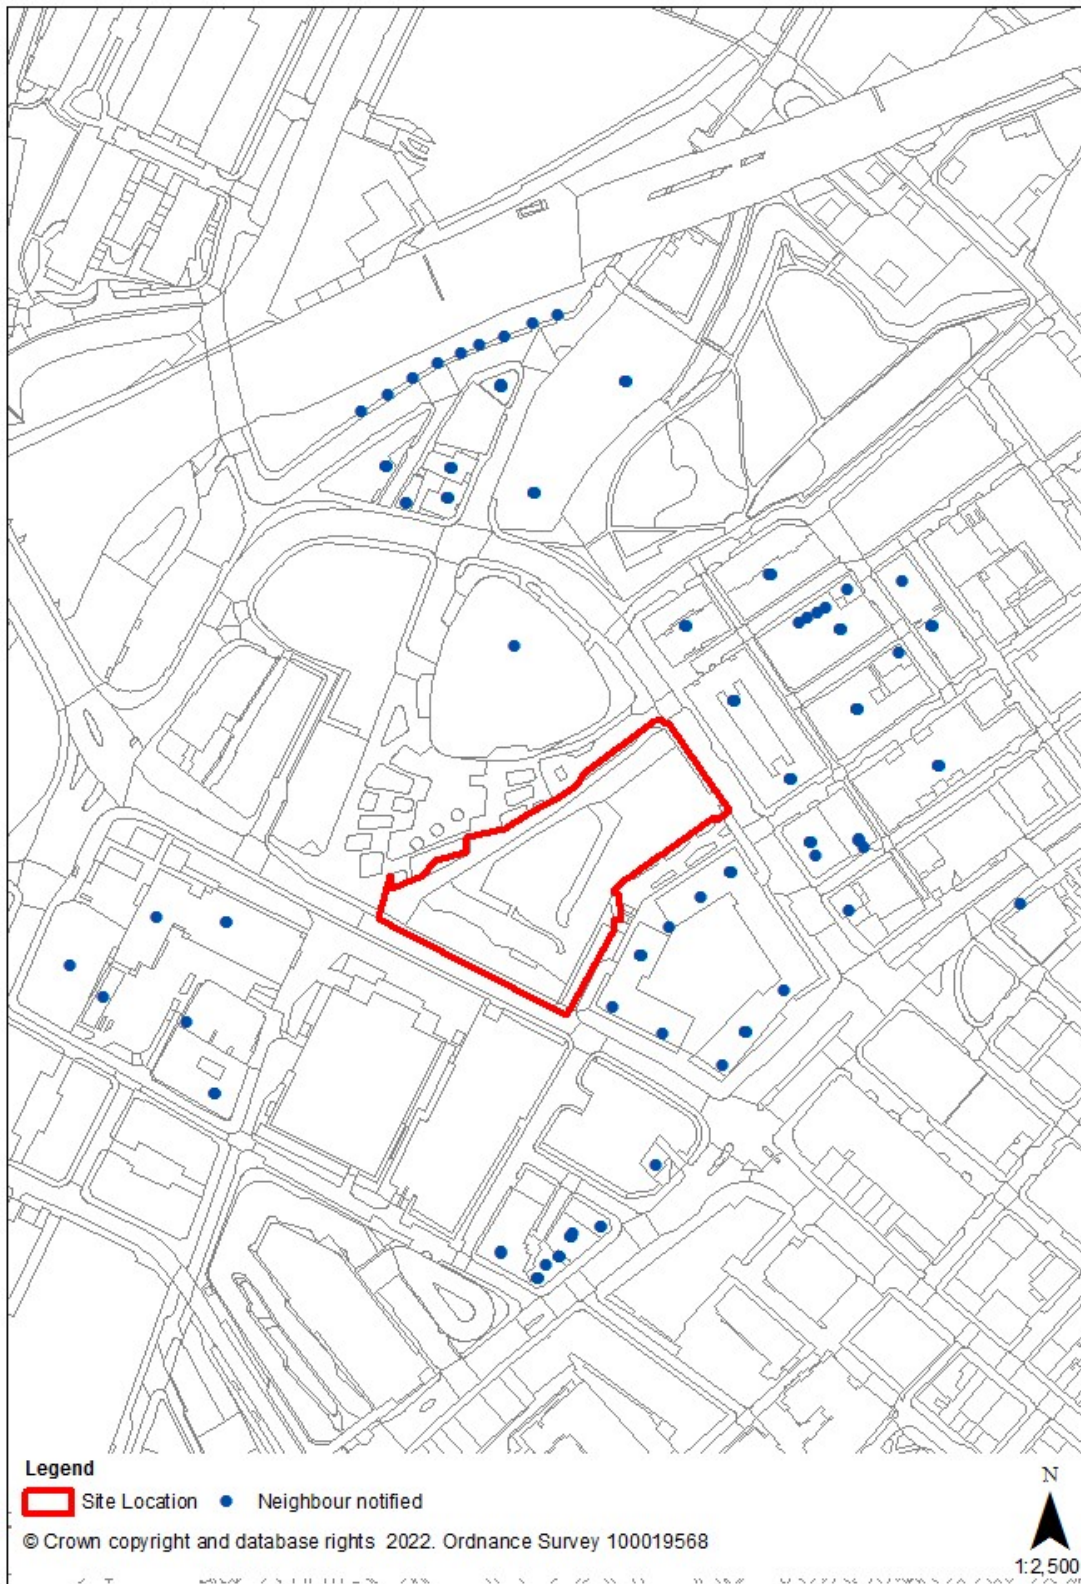 Legend
Site Location
Neighbour notified
N
© Crown copyright and database rights 2022. Ordnance Survey 100019568
1:2,500